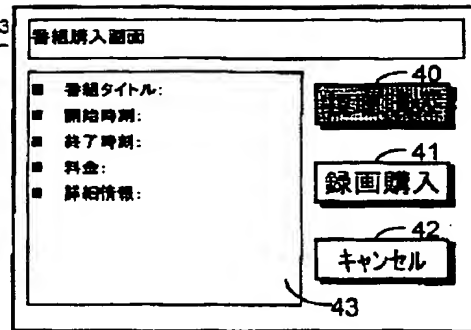 3
番組購入画面
■ 番組タイトル:
■ 開始時刻:
■ 終了時刻:
■ 料金:
■ 詳細情報:
40
41
録画購入
42
キャンセル
43